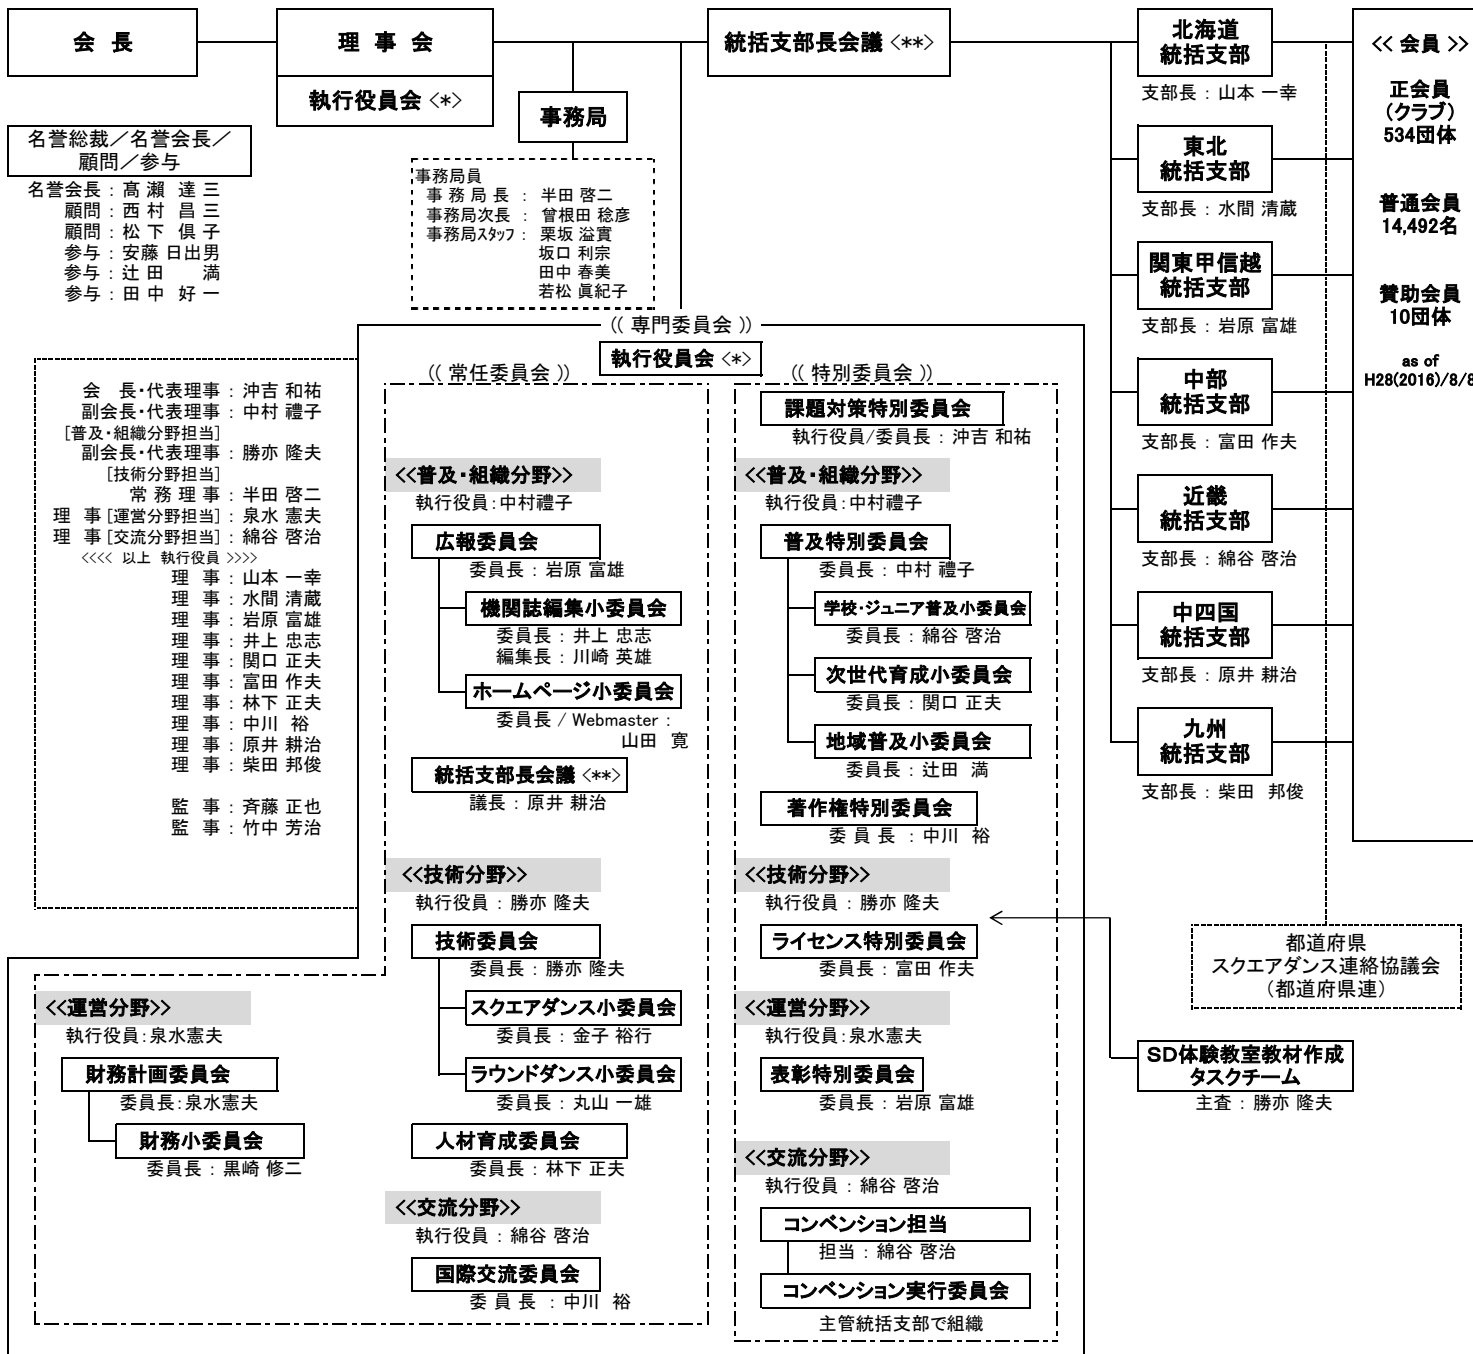 会 長
理 事 会
執行役員会 <*>
統括支部長会議 <**>
事務局
名誉総裁／名誉会長／
顧問／参与
名誉会長 : 髙 瀬 達 三
顧問 : 西 村 昌 三
顧問 : 松 下 倶 子
参与 : 安藤 日出男
参与 : 辻 田 満
参与 : 田 中 好 一
事務局員
事 務 局 長 : 半田 啓二
事務局次長 : 曾根田 稔彦
事務局スタッフ : 栗坂 溢實
坂口 利宗
田中 春美
若松 眞紀子
会 長・代表理事 : 沖吉 和祐
副会長・代表理事 : 中村 禮子
[普及・組織分野担当]
副会長・代表理事 : 勝亦 隆夫
[技術分野担当]
常 務 理 事 : 半田 啓二
理 事 [運営分野担当] : 泉水 憲夫
理 事 [交流分野担当] : 綿谷 啓治
<<<< 以上 執行役員 >>>>
理 事 : 山本 一幸
理 事 : 水間 清蔵
理 事 : 岩原 富雄
理 事 : 井上 忠志
理 事 : 関口 正夫
理 事 : 富田 作夫
理 事 : 林下 正夫
理 事 : 中川 裕
理 事 : 原井 耕治
理 事 : 柴田 邦俊
監 事 : 斉藤 正也
監 事 : 竹中 芳治
(( 専門委員会 ))
執行役員会 <*>
(( 常任委員会 ))
<<普及・組織分野>>
執行役員 : 中村禮子
広報委員会
委員長 : 岩原 富雄
機関誌編集小委員会
委員長 : 井上 忠志
編集長 : 川崎 英雄
ホームページ小委員会
委員長 / Webmaster :
山田 寛
統括支部長会議 <**>
議長 : 原井 耕治
<<技術分野>>
執行役員 : 勝亦 隆夫
技術委員会
委員長 : 勝亦 隆夫
スクエアダンス小委員会
委員長 : 金子 裕行
ラウンドダンス小委員会
委員長 : 丸山 一雄
人材育成委員会
委員長 : 林下 正夫
<<交流分野>>
執行役員 : 綿谷 啓治
国際交流委員会
委 員 長 : 中川 裕
<<運営分野>>
執行役員 : 泉水憲夫
財務計画委員会
委員長 : 泉水憲夫
財務小委員会
委員長 : 黒崎 修二
(( 特別委員会 ))
課題対策特別委員会
執行役員/委員長 : 沖吉 和祐
<<普及・組織分野>>
執行役員 : 中村禮子
普及特別委員会
委員長 : 中村 禮子
学校・ジュニア普及小委員会
委員長 : 綿谷 啓治
次世代育成小委員会
委員長 : 関口 正夫
地域普及小委員会
委員長 : 辻田 満
著作権特別委員会
委 員 長 : 中川 裕
<<技術分野>>
執行役員 : 勝亦 隆夫
ライセンス特別委員会
委員長 : 富田 作夫
<<運営分野>>
執行役員 : 泉水憲夫
表彰特別委員会
委員長 : 岩原 富雄
<<交流分野>>
執行役員 : 綿谷 啓治
コンベンション担当
担当 : 綿谷 啓治
コンベンション実行委員会
主管統括支部で組織
北海道
統括支部
支部長 : 山本 一幸
東北
統括支部
支部長 : 水間 清蔵
関東甲信越
統括支部
支部長 : 岩原 富雄
中部
統括支部
支部長 : 富田 作夫
近畿
統括支部
支部長 : 綿谷 啓治
中四国
統括支部
支部長 : 原井 耕治
九州
統括支部
支部長 : 柴田 邦俊
<< 会員 >>
正会員
（クラブ）
534団体
普通会員
14,492名
賛助会員
10団体
as of
H28(2016)/8/8
都道府県
スクエアダンス連絡協議会
（都道府県連）
SD体験教室教材作成
タスクチーム
主査 : 勝亦 隆夫